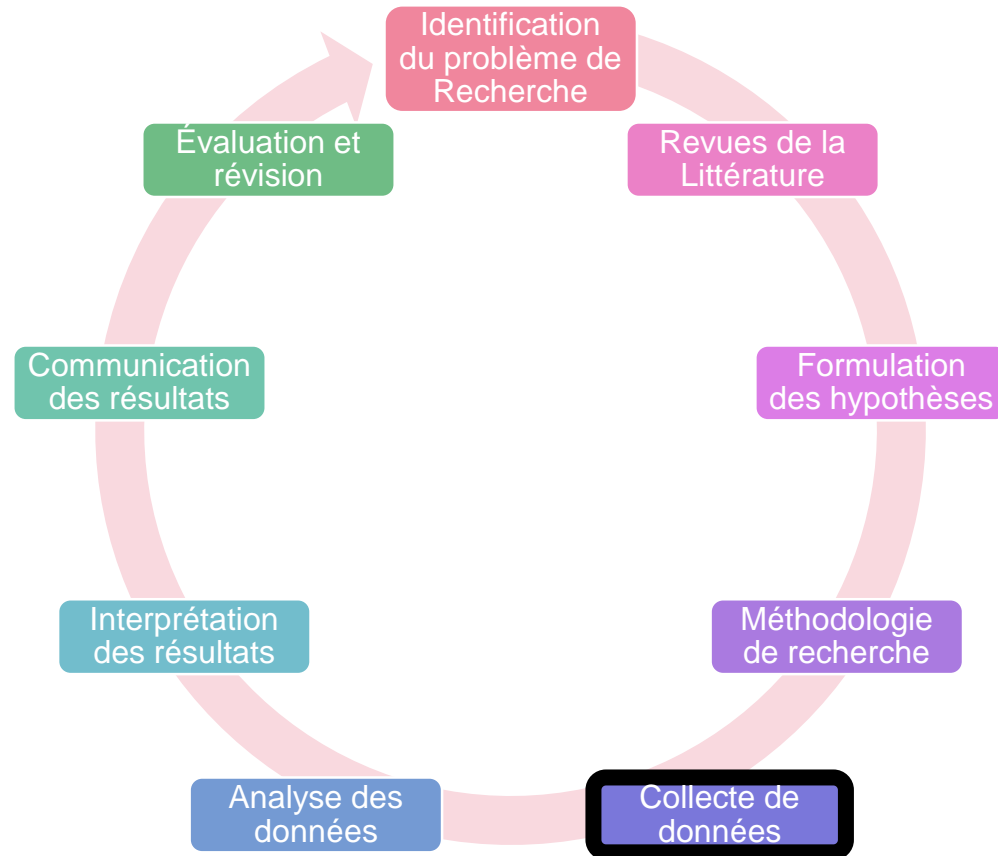 Identification
du problème de
Recherche
Revues de la
Littérature
Formulation
des hypothèses
Méthodologie
de recherche
Collecte de
données
Analyse des
données
Interprétation
des résultats
Communication
des résultats
Évaluation et
révision